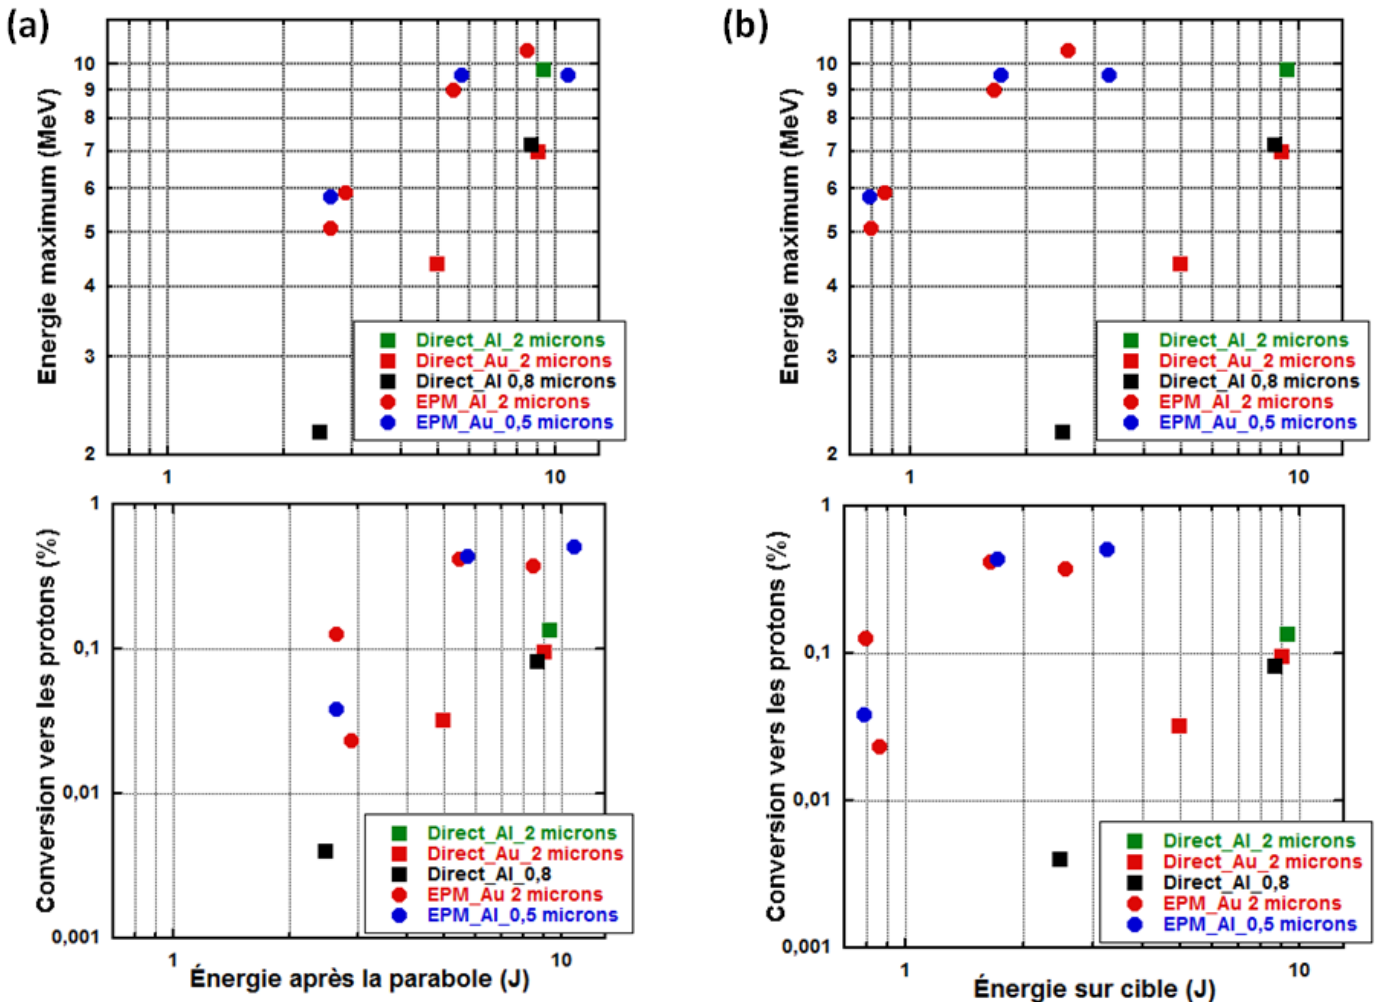 (a)
Energie maximum (MeV)
10
9
8
7
6
5
4
3
2
1
10
Direct_Al_2 microns
Direct_Au_2 microns
Direct_Al 0,8 microns
EPM_Al_2 microns
EPM_Au_0,5 microns
(b)
Energie maximum (MeV)
10
9
8
7
6
5
4
3
2
1
10
Direct_Al_2 microns
Direct_Au_2 microns
Direct_Al 0,8 microns
EPM_Al_2 microns
EPM_Au_0,5 microns
Conversion vers les protons (%)
1
0,1
0,01
0,001
1
10
Direct_Al_2 microns
Direct_Au_2 microns
Direct_Al_0,8
EPM_Au 2 microns
EPM_Al_0,5 microns
Énergie après la parabole (J)
Conversion vers les protons (%)
1
0,1
0,01
0,001
1
10
Direct_Al_2 microns
Direct_Au_2 microns
Direct_Al_0,8
EPM_Au 2 microns
EPM_Al_0,5 microns
Énergie sur cible (J)